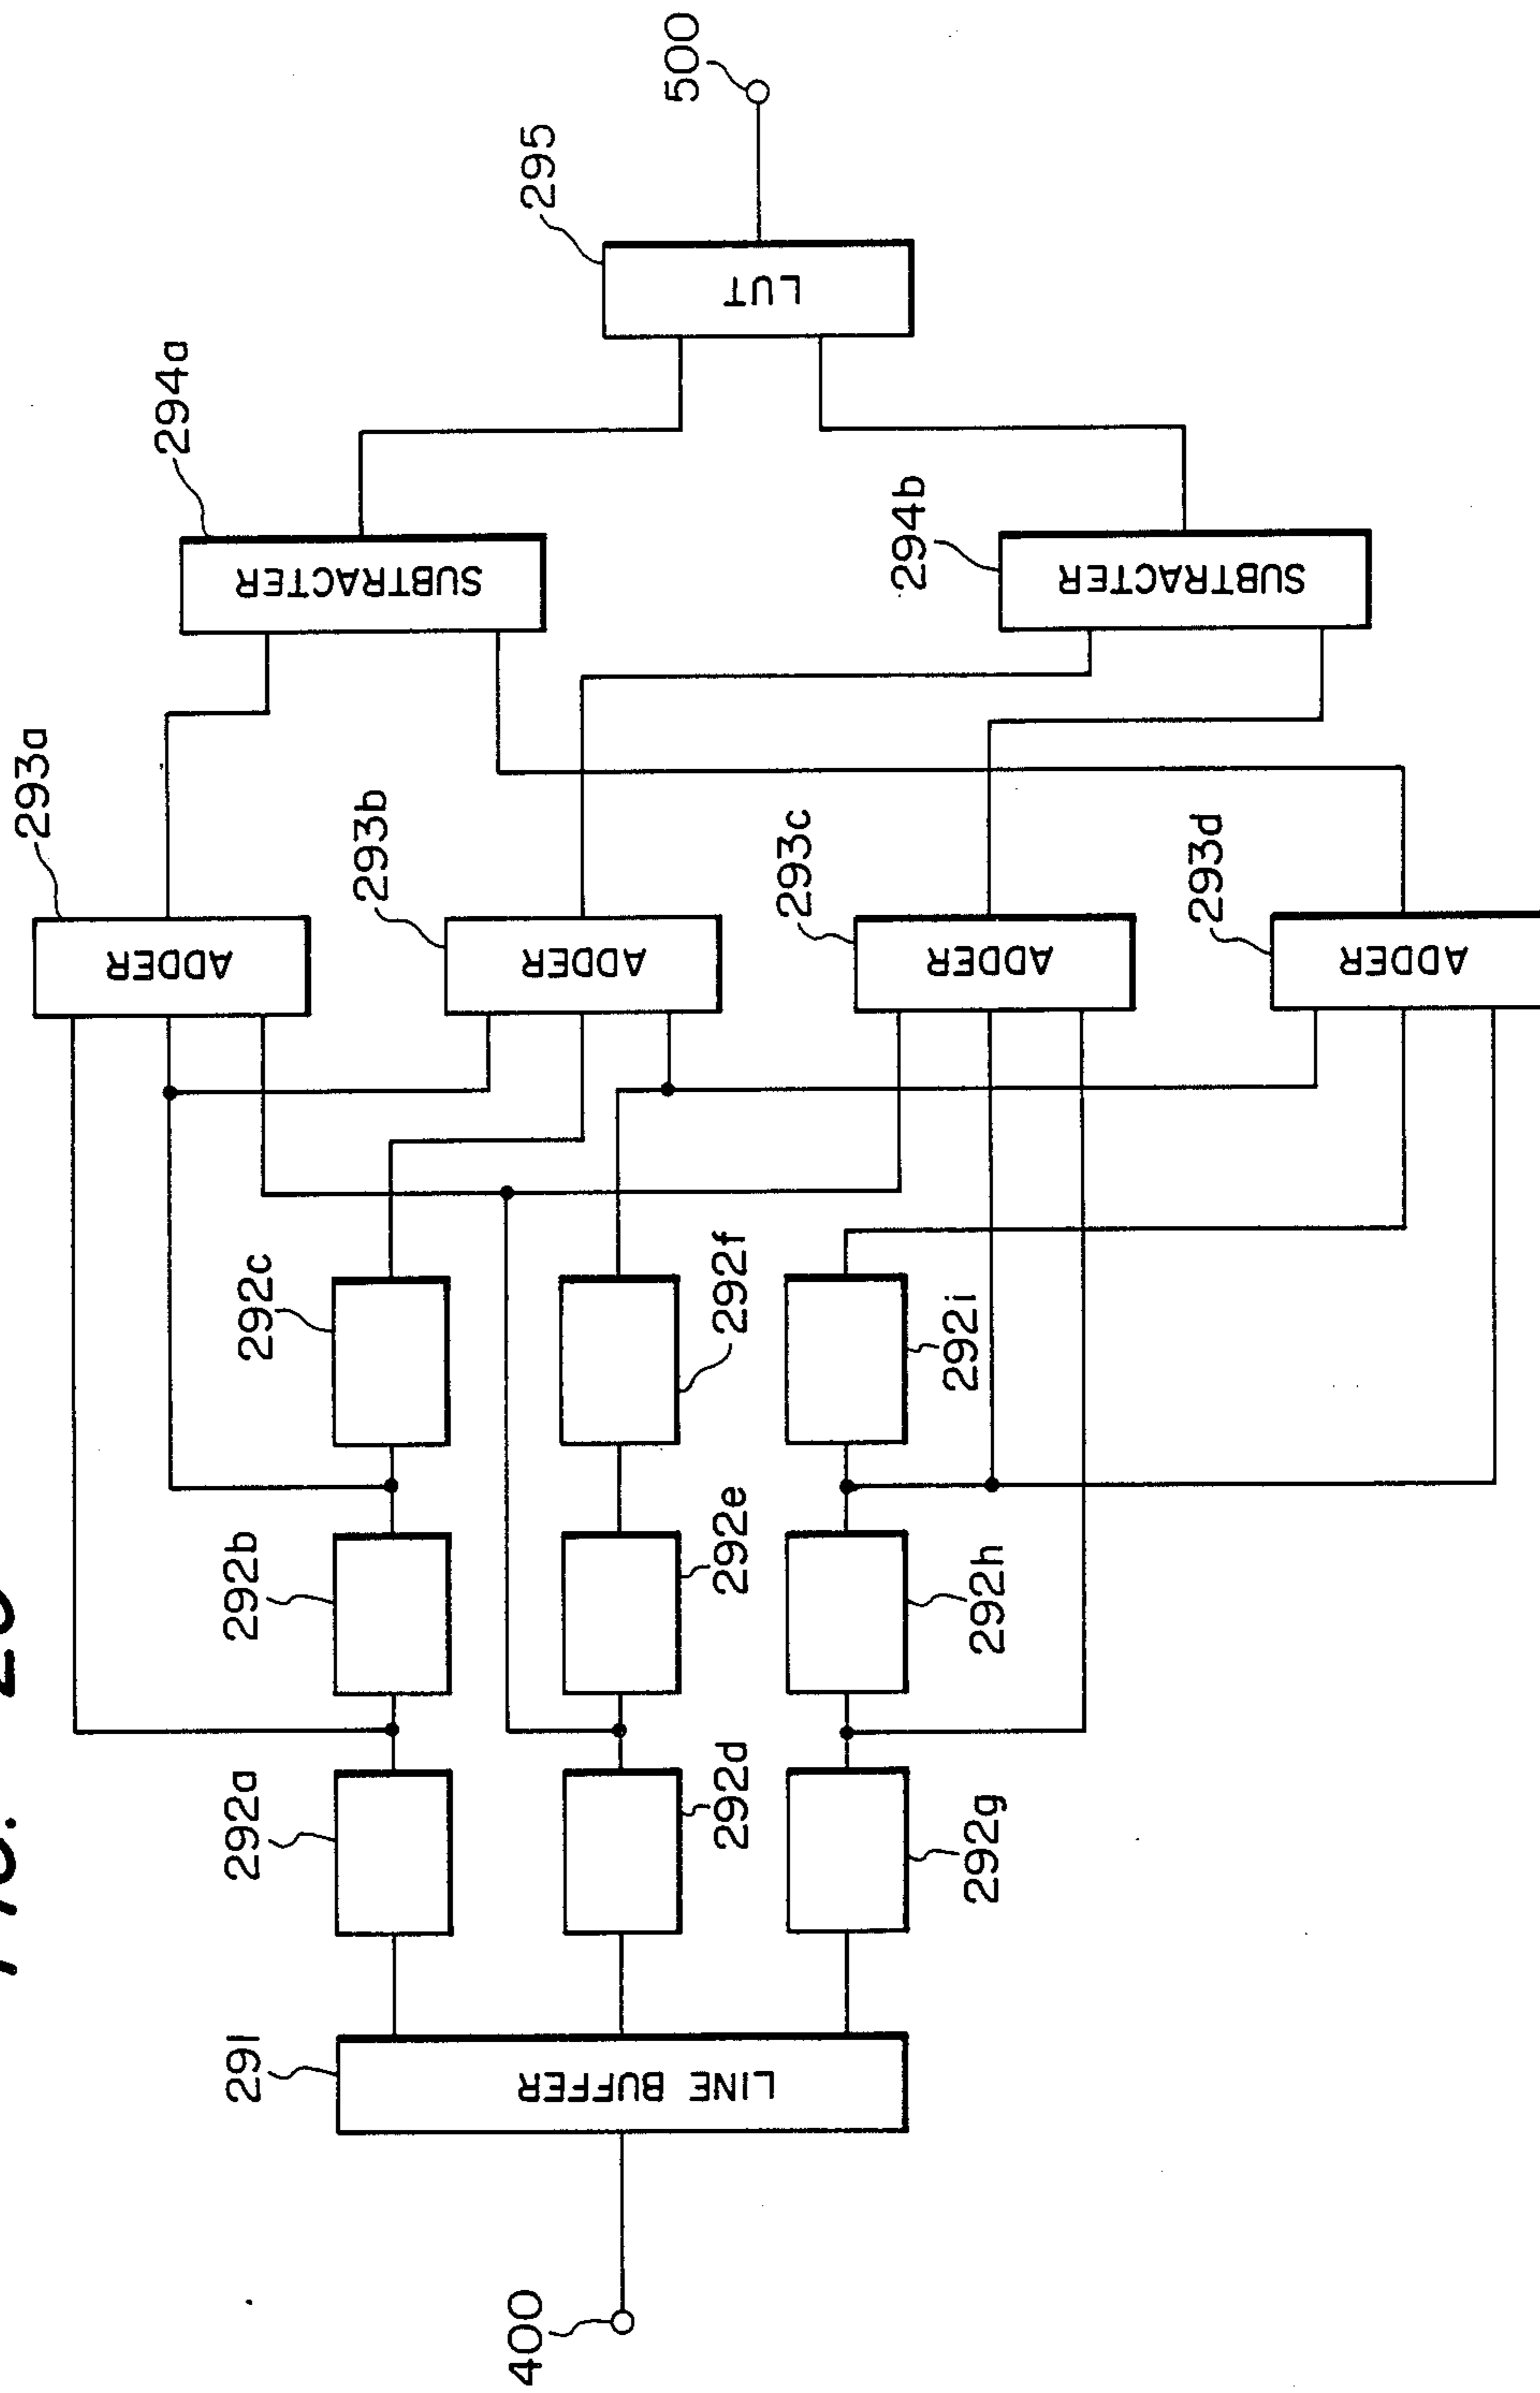 400
291
LINE BUFFER
292a
292b
292c
292d
292e
292f
292g
292h
292i
293a
ADDER
293b
ADDER
293c
ADDER
293d
ADDER
294a
SUBTRACTER
294b
SUBTRACTER
295
LUT
500